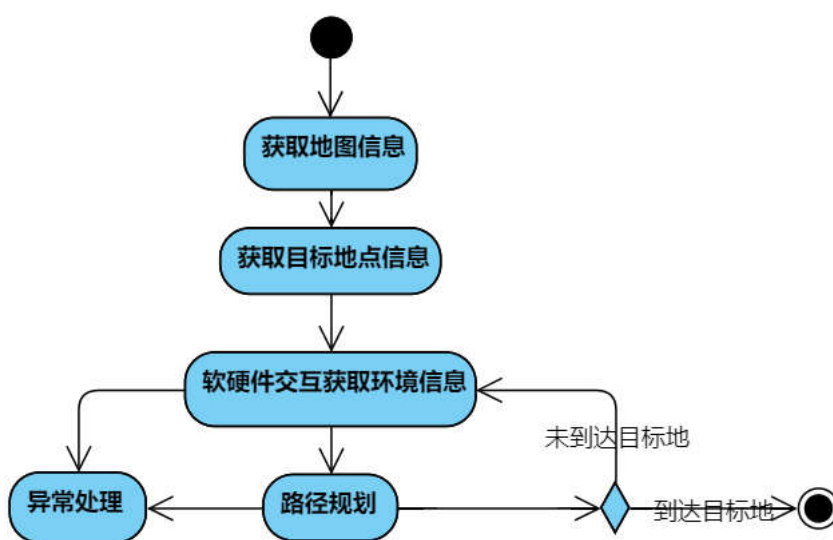 获取地图信息
获取目标地点信息
软硬件交互获取环境信息
未到达目标地
异常处理
路径规划
到达目标地